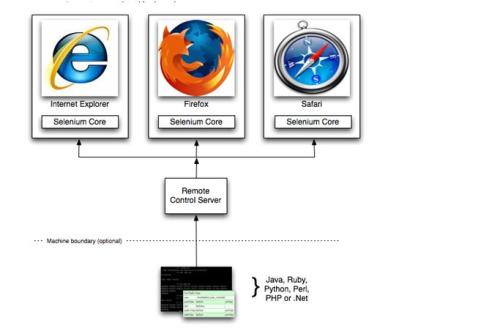 Internet Explorer
Firefox
Safari
Selenium Core
Selenium Core
Selenium Core
Remote
Control Server
Machine boundary (optional)
Java, Ruby,
Python, Perl,
PHP or .Net